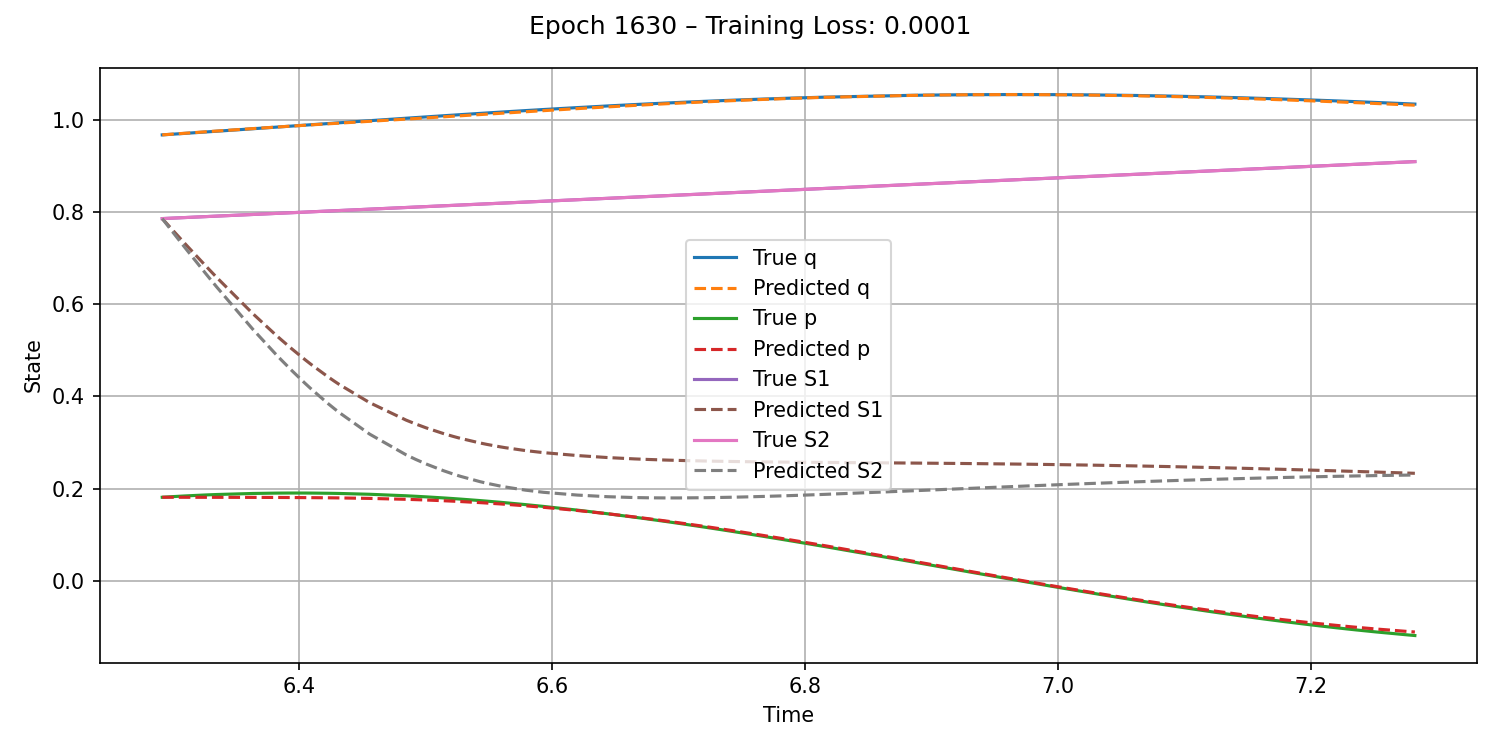 Epoch 1630 – Training Loss: 0.0001
State
1.0
0.8
0.6
0.4
0.2
0.0
True q
Predicted q
True p
Predicted p
True S1
Predicted S1
True S2
Predicted S2
6.4 6.6 6.8 7.0 7.2
Time